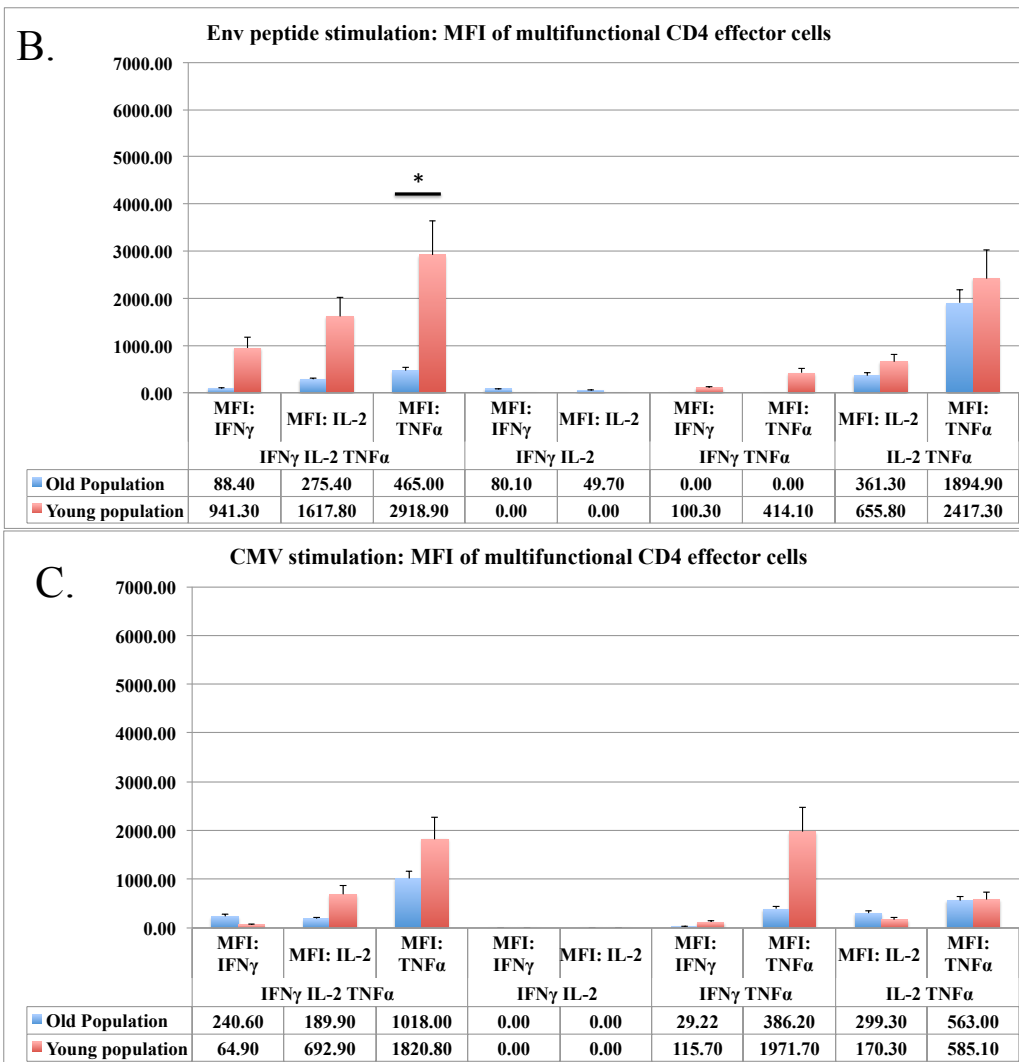 B.
Env peptide stimulation: MFI of multifunctional CD4 effector cells
7000.00
6000.00
5000.00
4000.00
3000.00
2000.00
1000.00
0.00
*
MFI: IFNγ MFI: IL-2 MFI: TNFα MFI: IFNγ MFI: IL-2 MFI: IFNγ MFI: TNFα MFI: IL-2 MFI: TNFα
IFNγ IL-2 TNFα IFNγ IL-2 IFNγ TNFα IL-2 TNFα
Old Population 88.40 275.40 465.00 80.10 49.70 0.00 0.00 361.30 1894.90
Young population 941.30 1617.80 2918.90 0.00 0.00 100.30 414.10 655.80 2417.30
C.
CMV stimulation: MFI of multifunctional CD4 effector cells
7000.00
6000.00
5000.00
4000.00
3000.00
2000.00
1000.00
0.00
MFI: IFNγ MFI: IL-2 MFI: TNFα MFI: IFNγ MFI: IL-2 MFI: IFNγ MFI: TNFα MFI: IL-2 MFI: TNFα
IFNγ IL-2 TNFα IFNγ IL-2 IFNγ TNFα IL-2 TNFα
Old Population 240.60 189.90 1018.00 0.00 0.00 29.22 386.20 299.30 563.00
Young population 64.90 692.90 1820.80 0.00 0.00 115.70 1971.70 170.30 585.10